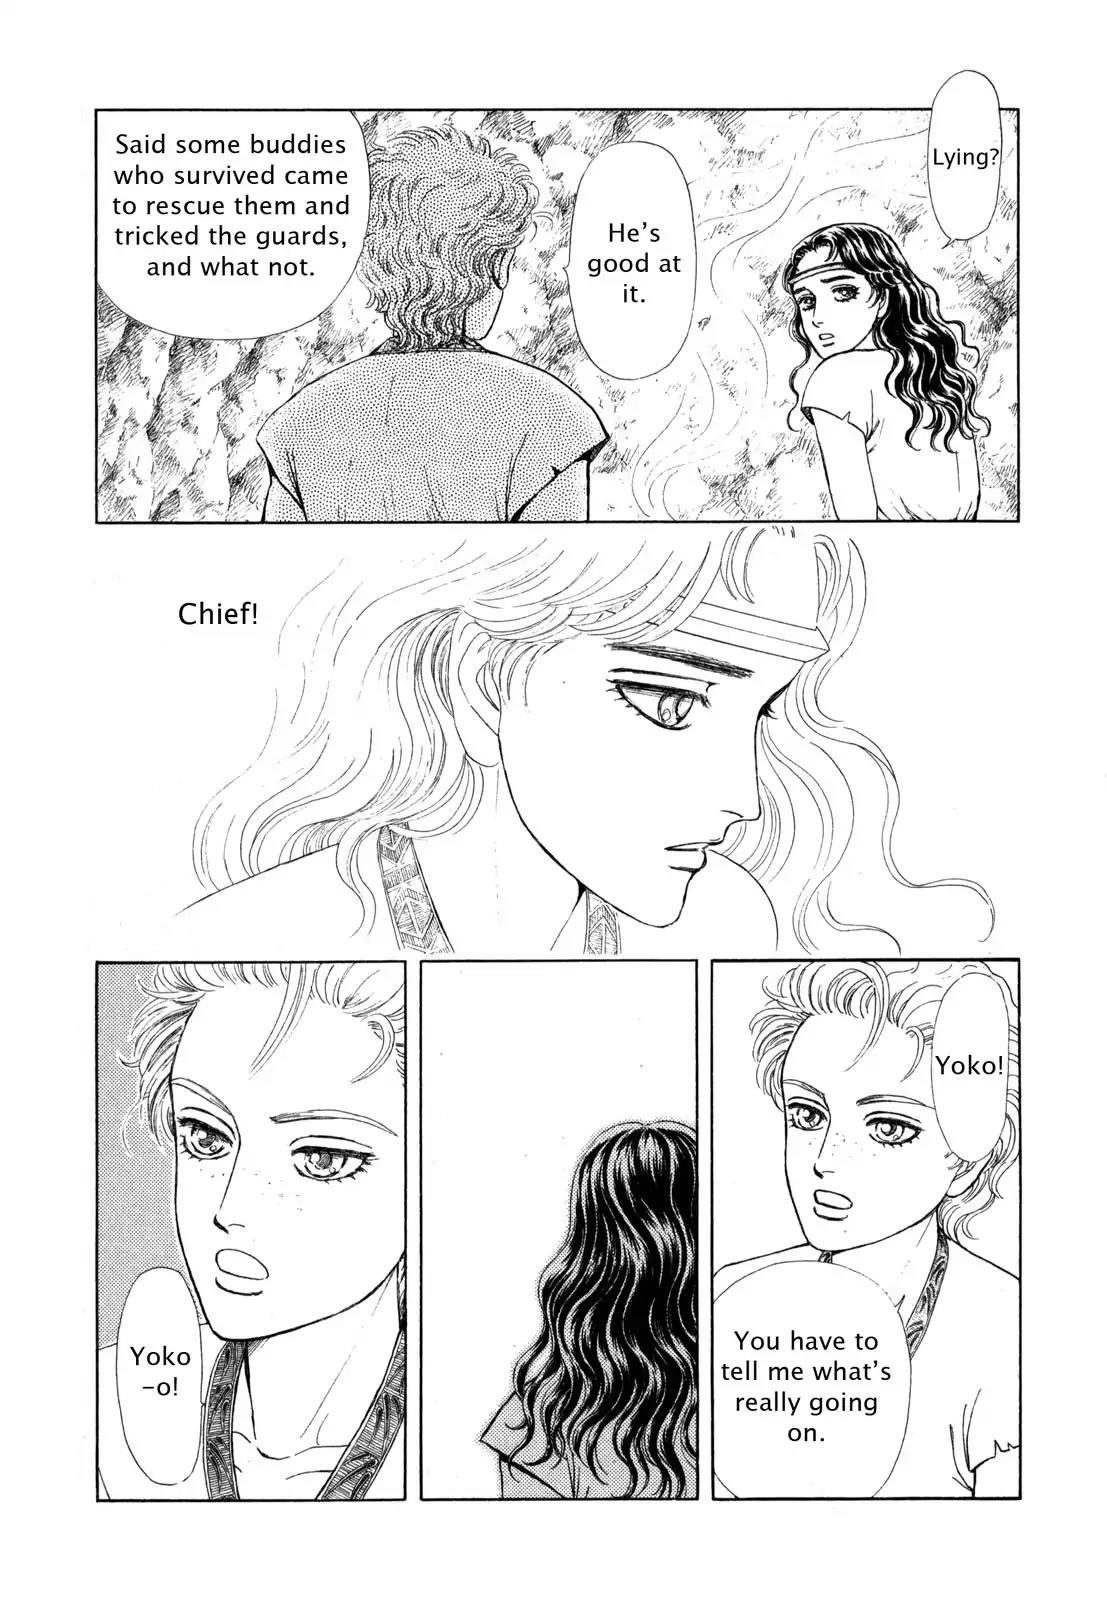 Lying?
He's
good at
it.
Said some buddies
who survived came
to rescue them and
tricked the guards,
and what not.
Chief!
Yoko!
You have to
tell me what's
really going
on.
Yoko
-o!